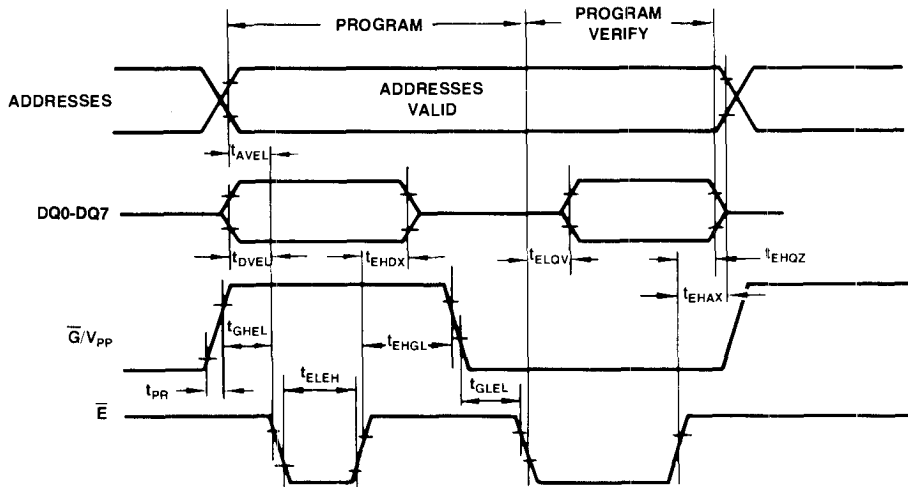 PROGRAM
PROGRAM
VERIFY
ADDRESSES
ADDRESSES
VALID
tAVEL
DQ0-DQ7
tDVEL
tEHDX
tELQV
tEHQZ
tEHAX
G̅/VPP
tGHEL
tEHGL
tPR
tELEH
tGLEL
E̅